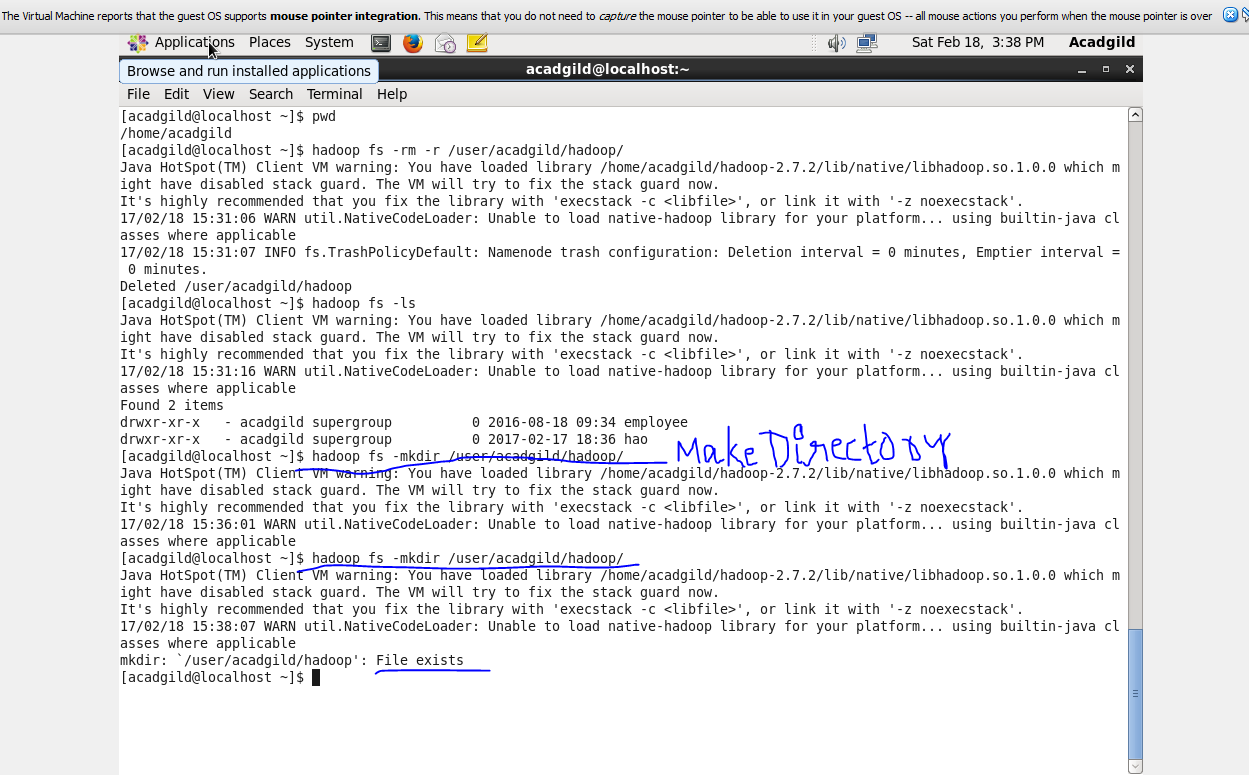 The Virtual Machine reports that the guest OS supports mouse pointer integration. This means that you do not need to capture the mouse pointer to be able to use it in your guest OS -- all mouse actions you perform when the mouse pointer is over
Applications Places System Sat Feb 18, 3:38 PM Acadgild
Browse and run installed applications acadgild@localhost:~
File Edit View Search Terminal Help
[acadgild@localhost ~]$ pwd
/home/acadgild
[acadgild@localhost ~]$ hadoop fs -rm -r /user/acadgild/hadoop/
Java HotSpot(TM) Client VM warning: You have loaded library /home/acadgild/hadoop-2.7.2/lib/native/libhadoop.so.1.0.0 which m
ight have disabled stack guard. The VM will try to fix the stack guard now.
It's highly recommended that you fix the library with 'execstack -c <libfile>', or link it with '-z noexecstack'.
17/02/18 15:31:06 WARN util.NativeCodeLoader: Unable to load native-hadoop library for your platform... using builtin-java cl
asses where applicable
17/02/18 15:31:07 INFO fs.TrashPolicyDefault: Namenode trash configuration: Deletion interval = 0 minutes, Emptier interval =
 0 minutes.
Deleted /user/acadgild/hadoop
[acadgild@localhost ~]$ hadoop fs -ls
Java HotSpot(TM) Client VM warning: You have loaded library /home/acadgild/hadoop-2.7.2/lib/native/libhadoop.so.1.0.0 which m
ight have disabled stack guard. The VM will try to fix the stack guard now.
It's highly recommended that you fix the library with 'execstack -c <libfile>', or link it with '-z noexecstack'.
17/02/18 15:31:16 WARN util.NativeCodeLoader: Unable to load native-hadoop library for your platform... using builtin-java cl
asses where applicable
Found 2 items
drwxr-xr-x   - acadgild supergroup          0 2016-08-18 09:34 employee
drwxr-xr-x   - acadgild supergroup          0 2017-02-17 18:36 hao
[acadgild@localhost ~]$ hadoop fs -mkdir /user/acadgild/hadoop/ Make Directory
Java HotSpot(TM) Client VM warning: You have loaded library /home/acadgild/hadoop-2.7.2/lib/native/libhadoop.so.1.0.0 which m
ight have disabled stack guard. The VM will try to fix the stack guard now.
It's highly recommended that you fix the library with 'execstack -c <libfile>', or link it with '-z noexecstack'.
17/02/18 15:36:01 WARN util.NativeCodeLoader: Unable to load native-hadoop library for your platform... using builtin-java cl
asses where applicable
[acadgild@localhost ~]$ hadoop fs -mkdir /user/acadgild/hadoop/
Java HotSpot(TM) Client VM warning: You have loaded library /home/acadgild/hadoop-2.7.2/lib/native/libhadoop.so.1.0.0 which m
ight have disabled stack guard. The VM will try to fix the stack guard now.
It's highly recommended that you fix the library with 'execstack -c <libfile>', or link it with '-z noexecstack'.
17/02/18 15:38:07 WARN util.NativeCodeLoader: Unable to load native-hadoop library for your platform... using builtin-java cl
asses where applicable
mkdir: `/user/acadgild/hadoop': File exists
[acadgild@localhost ~]$